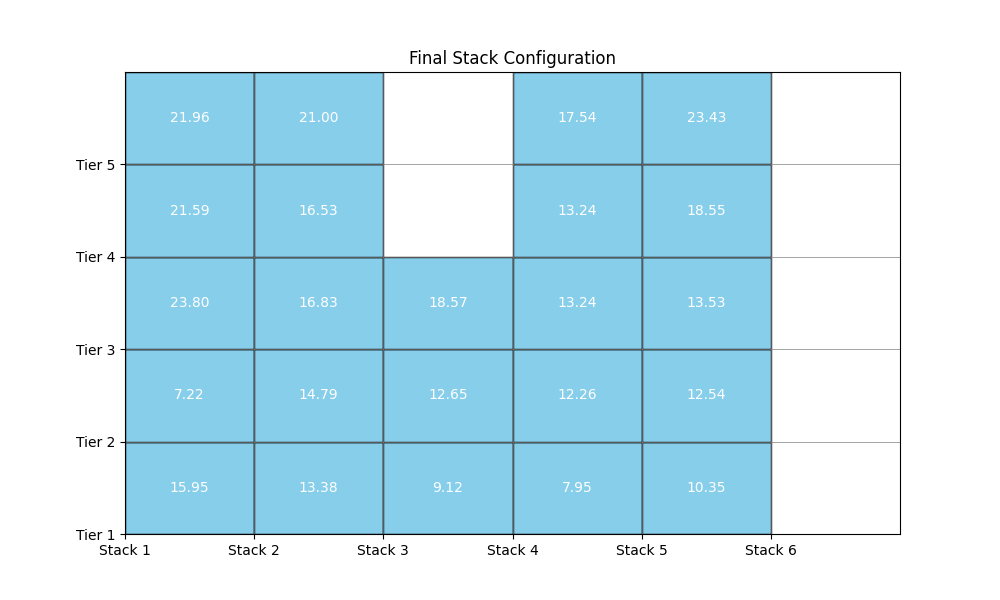 Final Stack Configuration
21.96 21.00 17.54 23.43
Tier 5
21.59 16.53 13.24 18.55
Tier 4
23.80 16.83 18.57 13.24 13.53
Tier 3
7.22 14.79 12.65 12.26 12.54
Tier 2
15.95 13.38 9.12 7.95 10.35
Tier 1
Stack 1 Stack 2 Stack 3 Stack 4 Stack 5 Stack 6